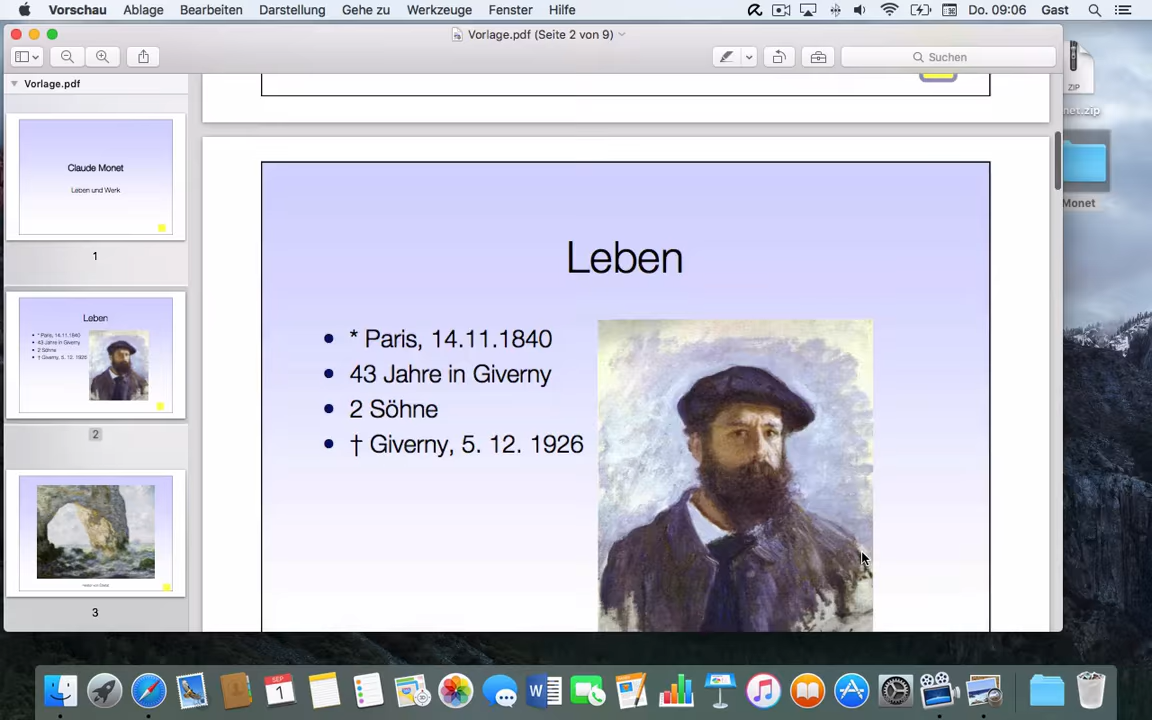 Vorschau Ablage Bearbeiten Darstellung Gehe zu Werkzeuge Fenster Hilfe Do. 09:06 Gast
Vorlage.pdf (Seite 2 von 9)
Suchen
Vorlage.pdf
Claude Monet
Leben und Werk
1
Leben
* Paris, 14.11.1840
43 Jahre in Giverny
2 Söhne
† Giverny, 5. 12. 1926
2
3
Leben
* Paris, 14.11.1840
43 Jahre in Giverny
2 Söhne
† Giverny, 5. 12. 1926
ZIP
net.zip
Monet
SEP
1